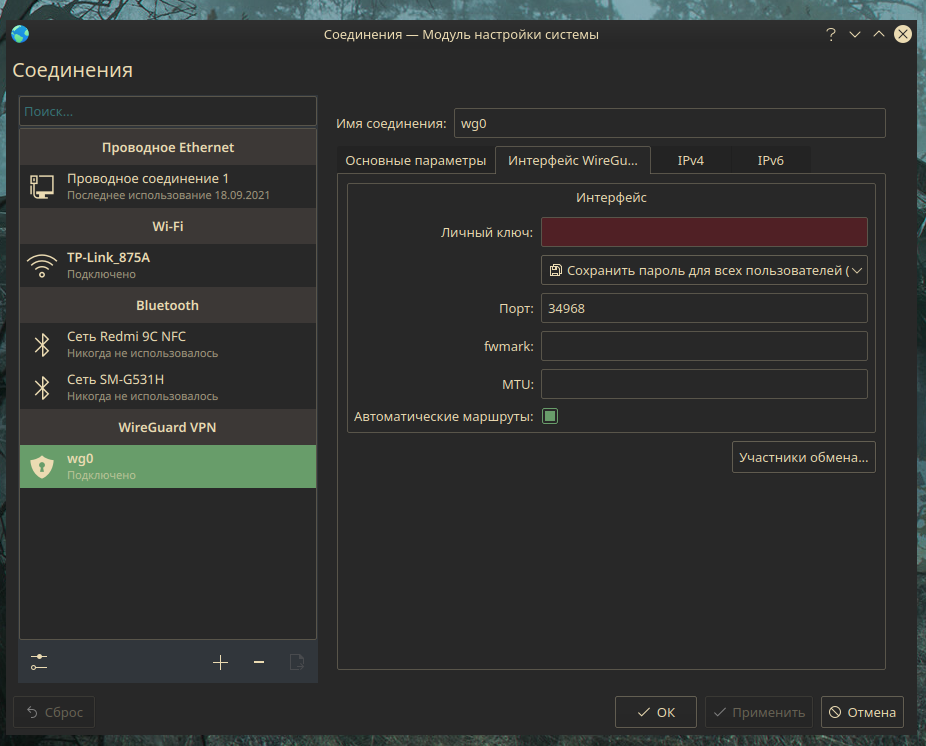 Соединения — Модуль настройки системы
?
Соединения
Поиск...
Проводное Ethernet
Проводное соединение 1
Последнее использование 18.09.2021
Wi-Fi
TP-Link_875A
Подключено
Bluetooth
Сеть Redmi 9C NFC
Никогда не использовалось
Сеть SM-G531H
Никогда не использовалось
WireGuard VPN
wg0
Подключено
Имя соединения: wg0
Основные параметры Интерфейс WireGu... IPv4 IPv6
Интерфейс
Личный ключ:
Сохранить пароль для всех пользователей (
Порт: 34968
fwmark:
MTU:
Автоматические маршруты:
Участники обмена...
Сброс
ОК Применить Отмена